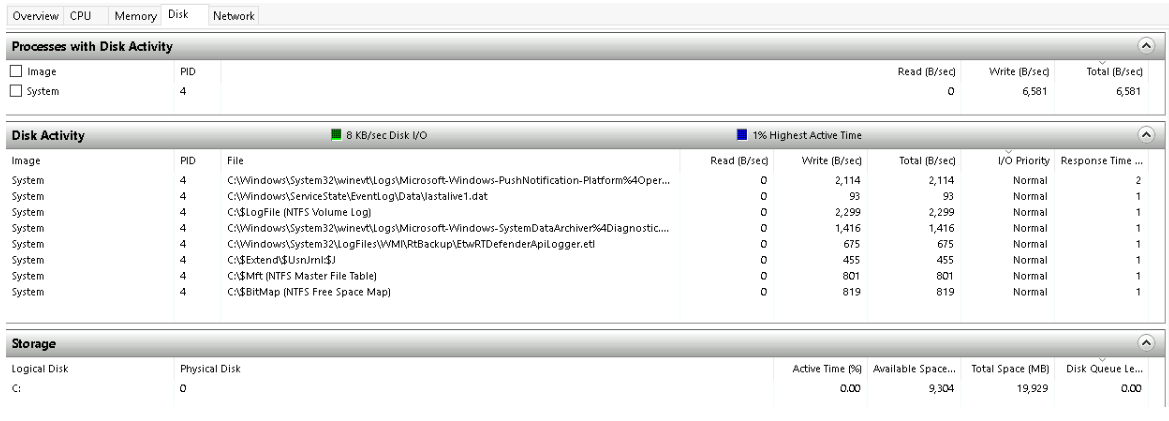 Overview CPU Memory Disk Network
Processes with Disk Activity
Image PID Read (B/sec) Write (B/sec) Total (B/sec)
System 4 0 6,581 6,581
Disk Activity 8 KB/sec Disk I/O 1% Highest Active Time
Image PID File Read (B/sec) Write (B/sec) Total (B/sec) I/O Priority Response Time ...
System 4 C:\Windows\System32\winevt\Logs\Microsoft-Windows-PushNotification-Platform%4Oper... 0 2,114 2,114 Normal 2
System 4 C:\Windows\ServiceState\EventLog\Data\lastalive1.dat 0 93 93 Normal 1
System 4 C:\$LogFile (NTFS Volume Log) 0 2,299 2,299 Normal 1
System 4 C:\Windows\System32\winevt\Logs\Microsoft-Windows-SystemDataArchiver%4Diagnostic.... 0 1,416 1,416 Normal 1
System 4 C:\Windows\System32\LogFiles\WMI\RtBackup\EtwRTDefenderApiLogger.etl 0 675 675 Normal 1
System 4 C:\$Extend\$UsnJrnl:$J 0 455 455 Normal 1
System 4 C:\$Mft (NTFS Master File Table) 0 801 801 Normal 1
System 4 C:\$BitMap (NTFS Free Space Map) 0 819 819 Normal 1
Storage
Logical Disk Physical Disk Active Time (%) Available Space... Total Space (MB) Disk Queue Le...
C: 0 0.00 9,304 19,929 0.00